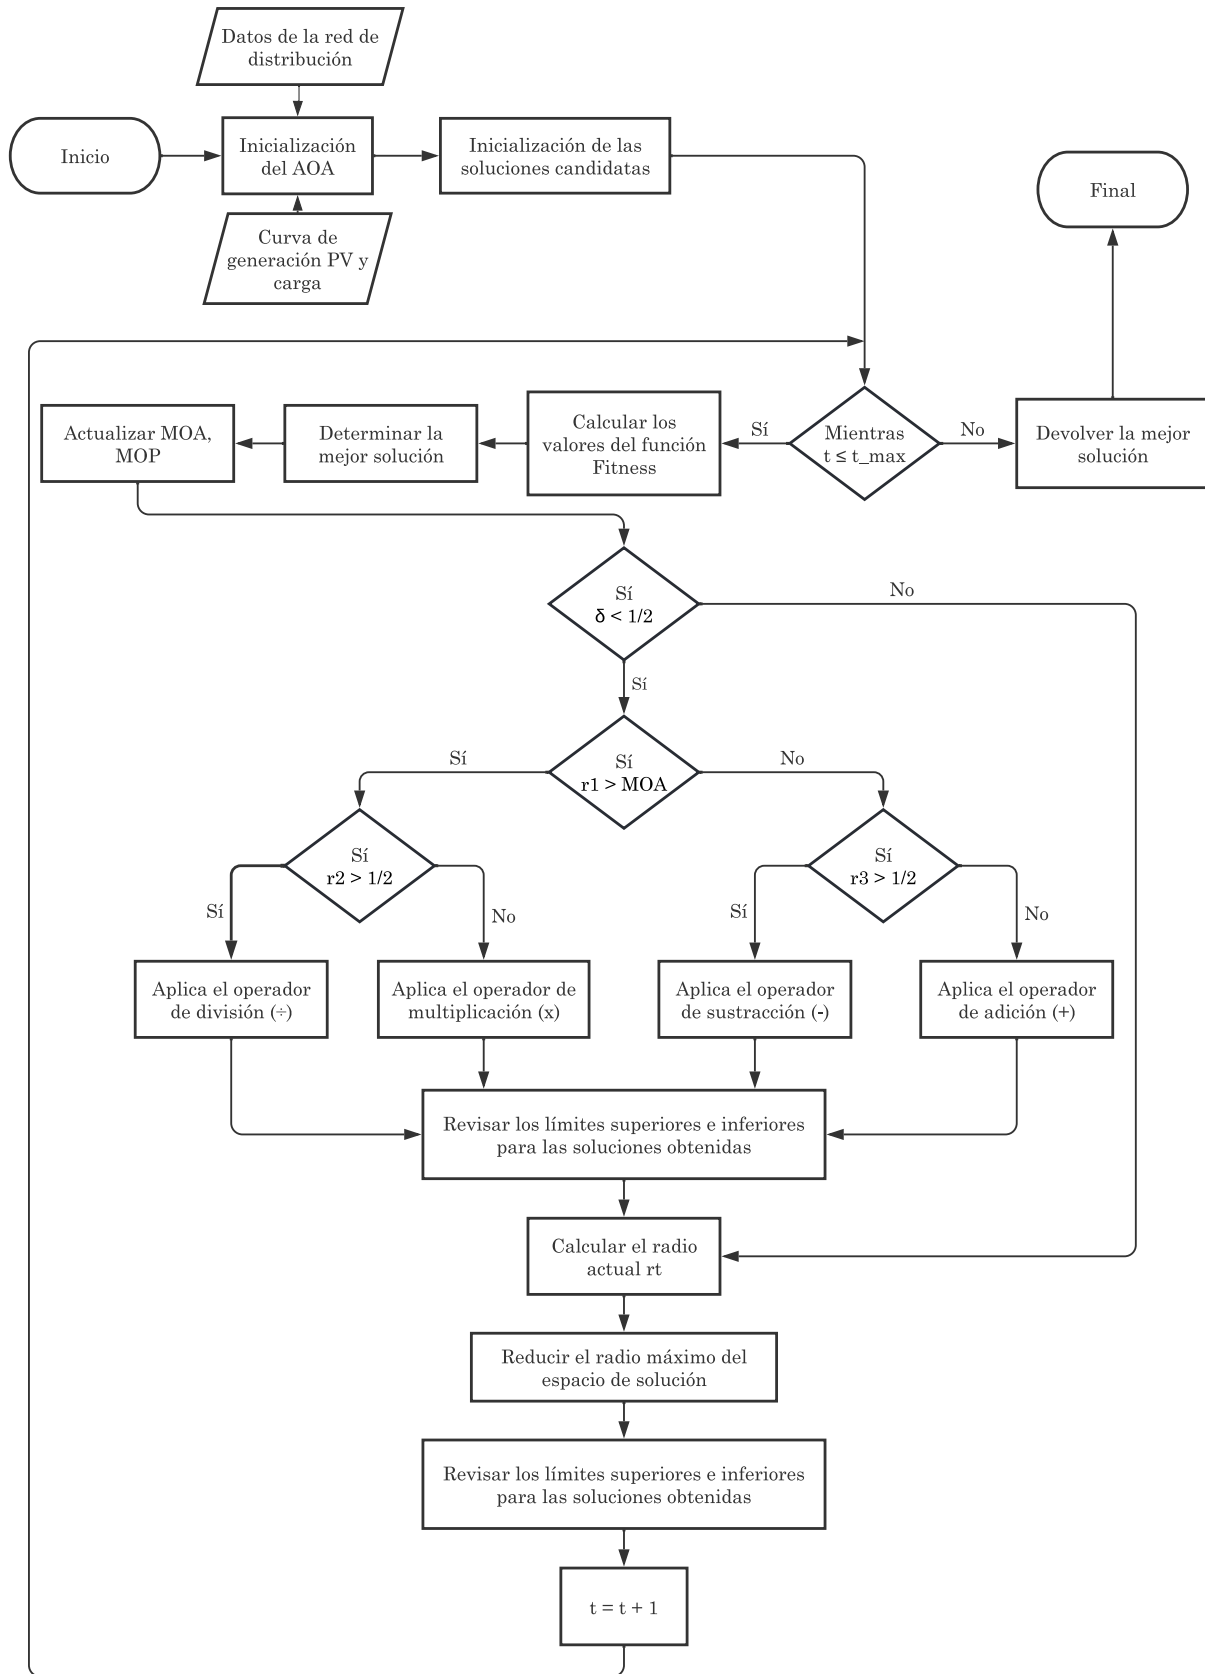 Datos de la red de
distribución
Inicio
Inicialización
del AOA
Inicialización de las
soluciones candidatas
Final
Curva de
generación PV y
carga
Actualizar MOA,
MOP
Determinar la
mejor solución
Calcular los
valores del función
Fitness
Sí
Mientras
t ≤ t_max
No
Devolver la mejor
solución
Sí
δ < 1/2
No
Sí
Sí
r1 > MOA
Sí
No
Sí
r2 > 1/2
Sí
r3 > 1/2
Sí
No
Sí
No
Aplica el operador
de división (÷)
Aplica el operador de
multiplicación (x)
Aplica el operador
de sustracción (-)
Aplica el operador
de adición (+)
Revisar los límites superiores e inferiores
para las soluciones obtenidas
Calcular el radio
actual rt
Reducir el radio máximo del
espacio de solución
Revisar los límites superiores e inferiores
para las soluciones obtenidas
t = t + 1